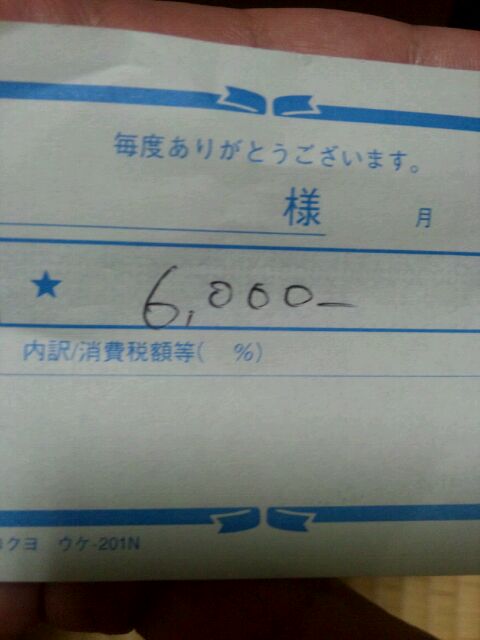 毎度ありがとうございます。
様 月
★ 6,000-
内訳/消費税額等( %)
クヨ ウケ-201N